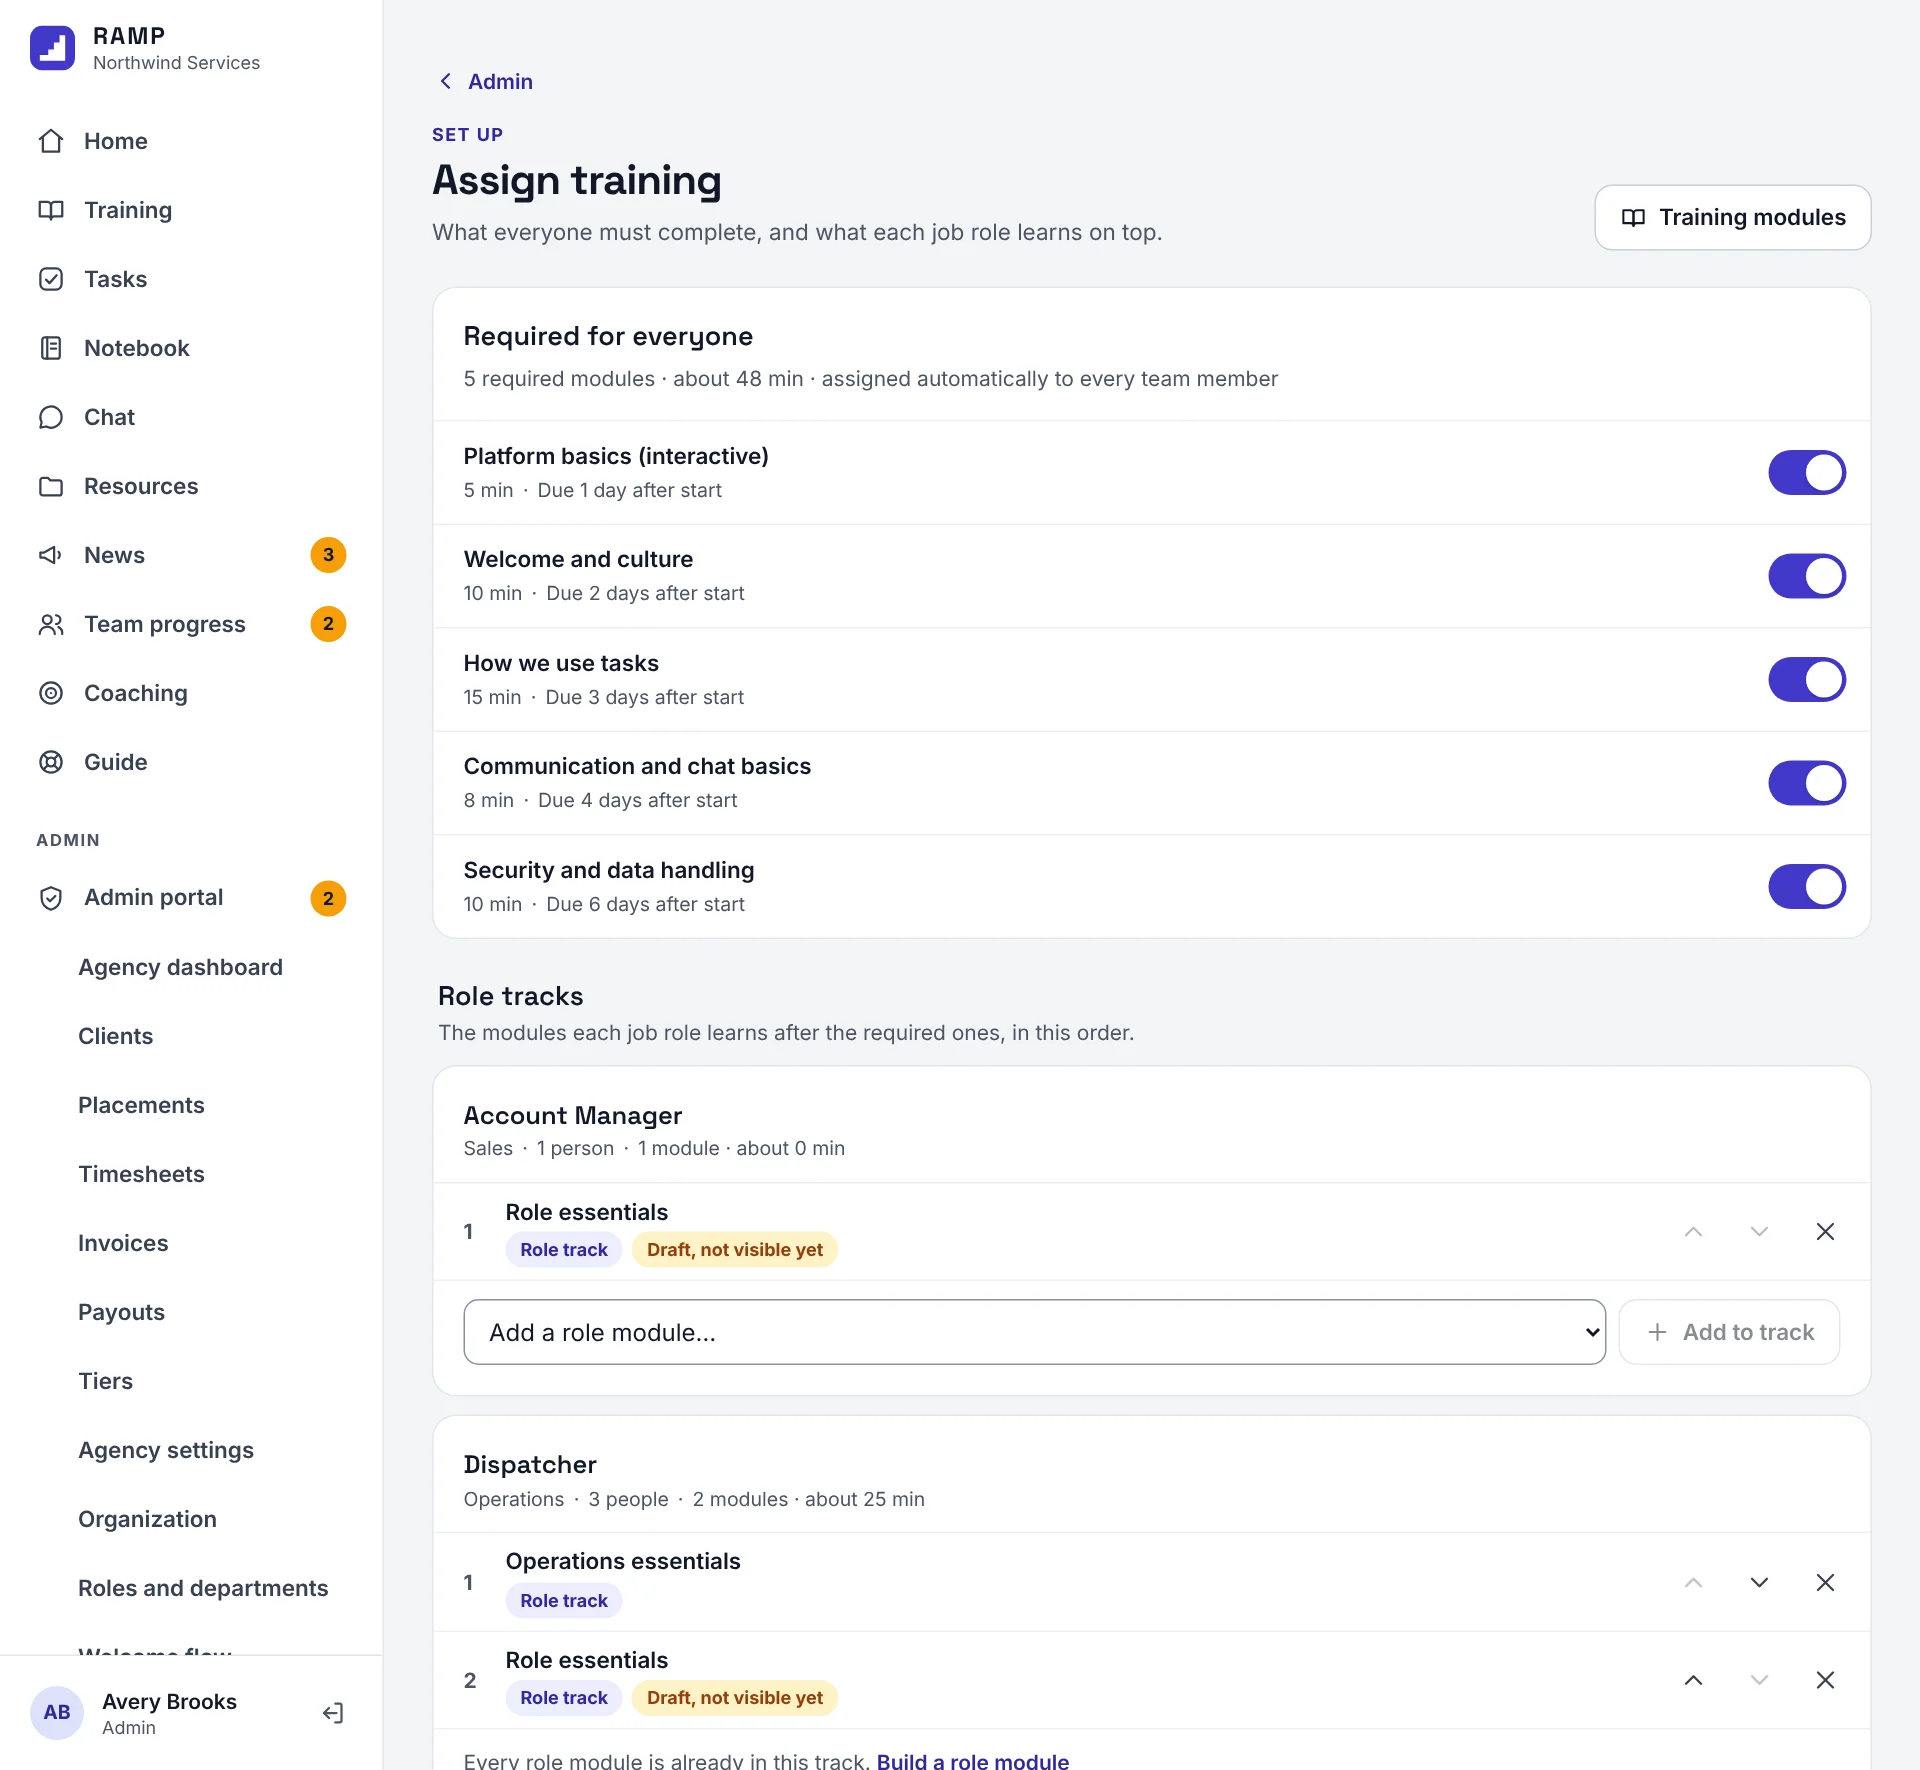 RAMP
Northwind Services
Home
Training
Tasks
Notebook
Chat
Resources
News 3
Team progress 2
Coaching
Guide
ADMIN
Admin portal 2
Agency dashboard
Clients
Placements
Timesheets
Invoices
Payouts
Tiers
Agency settings
Organization
Roles and departments
Welcome flow
AB
Avery Brooks
Admin
Admin
SET UP
Assign training
What everyone must complete, and what each job role learns on top.
Training modules
Required for everyone
5 required modules · about 48 min · assigned automatically to every team member
Platform basics (interactive)
5 min · Due 1 day after start
Welcome and culture
10 min · Due 2 days after start
How we use tasks
15 min · Due 3 days after start
Communication and chat basics
8 min · Due 4 days after start
Security and data handling
10 min · Due 6 days after start
Role tracks
The modules each job role learns after the required ones, in this order.
Account Manager
Sales · 1 person · 1 module · about 0 min
1
Role essentials
Role track Draft, not visible yet
Add a role module...
Add to track
Dispatcher
Operations · 3 people · 2 modules · about 25 min
1
Operations essentials
Role track
2
Role essentials
Role track Draft, not visible yet
Every role module is already in this track. Build a role module